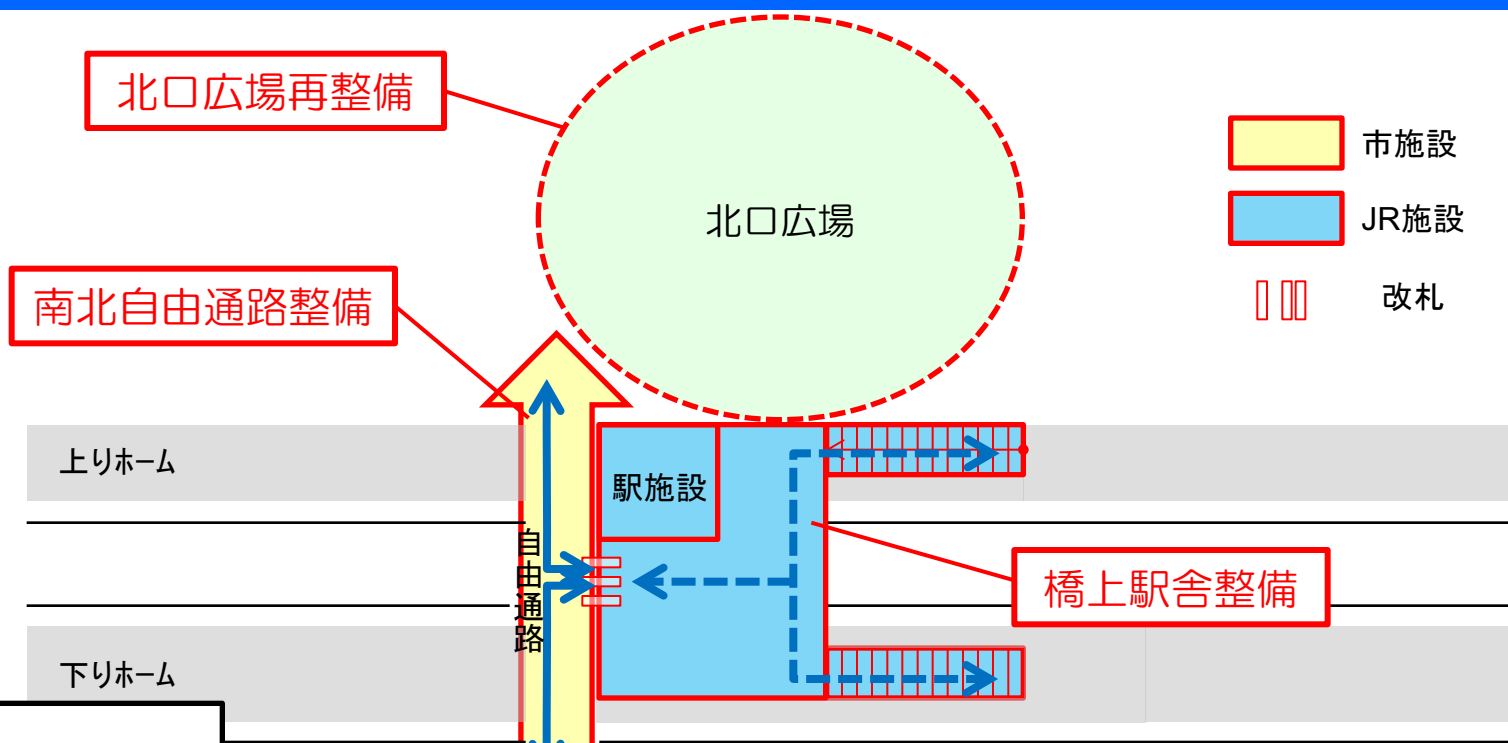 北口広場再整備
北口広場
市施設
JR施設
改札
南北自由通路整備
上りホーム
駅施設
自由通路
橋上駅舎整備
下りホーム